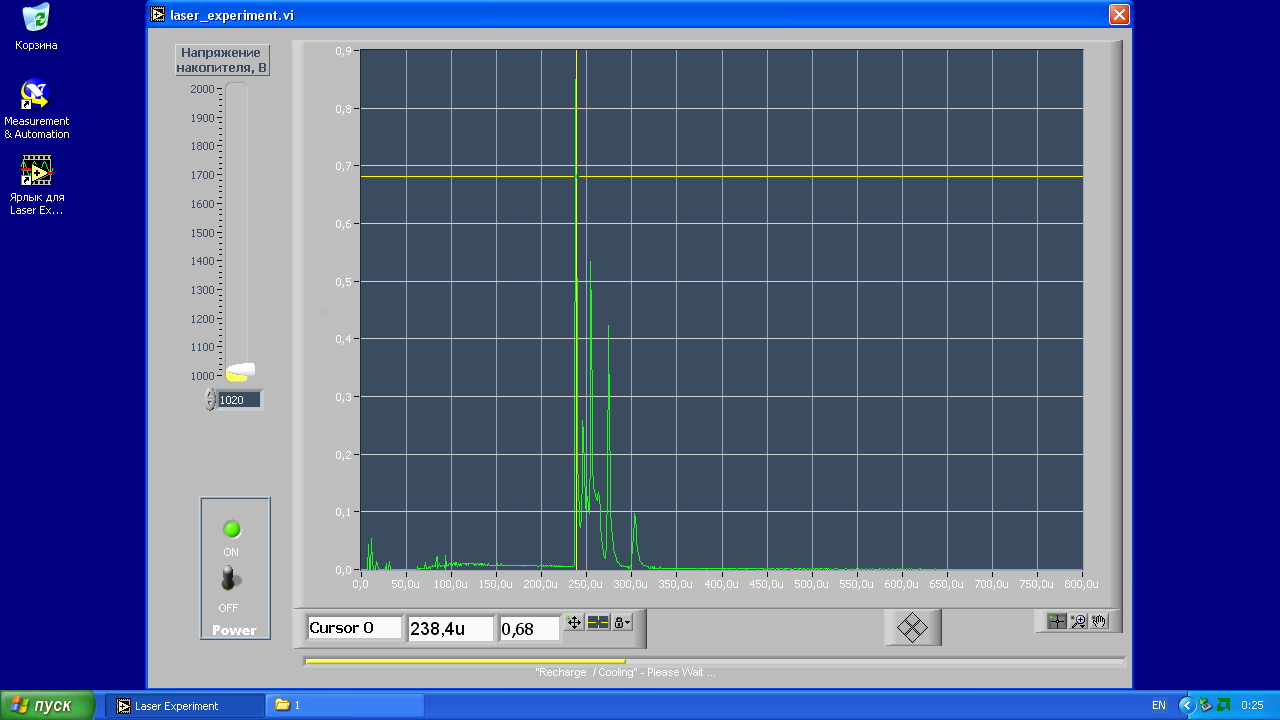 laser_experiment.vi
Корзина
Measurement
& Automation
Ярлык для
Laser Ex...
Напряжение
накопителя, В
2000
1900
1800
1700
1600
1500
1400
1300
1200
1100
1000
1020
0,9
0,8
0,7
0,6
0,5
0,4
0,3
0,2
0,1
0,0
0,0 50,0u 100,0u 150,0u 200,0u 250,0u 300,0u 350,0u 400,0u 450,0u 500,0u 550,0u 600,0u 650,0u 700,0u 750,0u 800,0u
ON
OFF
Power
Cursor 0 238,4u 0,68
"Recharge / Cooling" - Please Wait ...
пуск Laser Experiment 1 EN 0:25